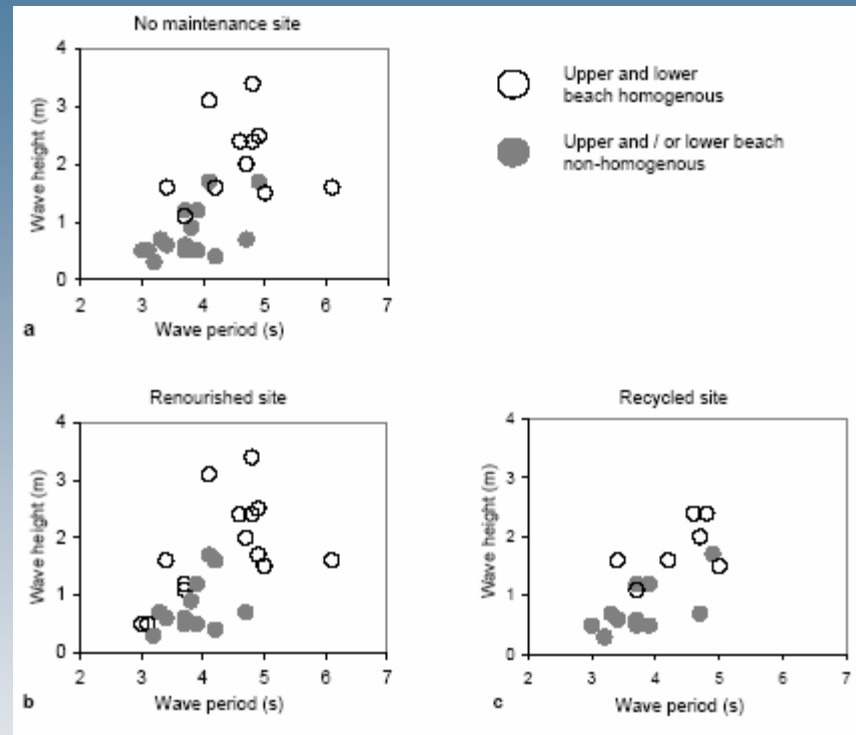 No maintenance site
4
3
2
1
0
Wave height (m)
2 3 4 5 6 7
Wave period (s)
a
Upper and lower
beach homogenous
Upper and / or lower beach
non-homogenous
Renourished site
4
3
2
1
0
Wave height (m)
2 3 4 5 6 7
Wave period (s)
b
Recycled site
4
3
2
1
0
Wave height (m)
2 3 4 5 6 7
Wave period (s)
c